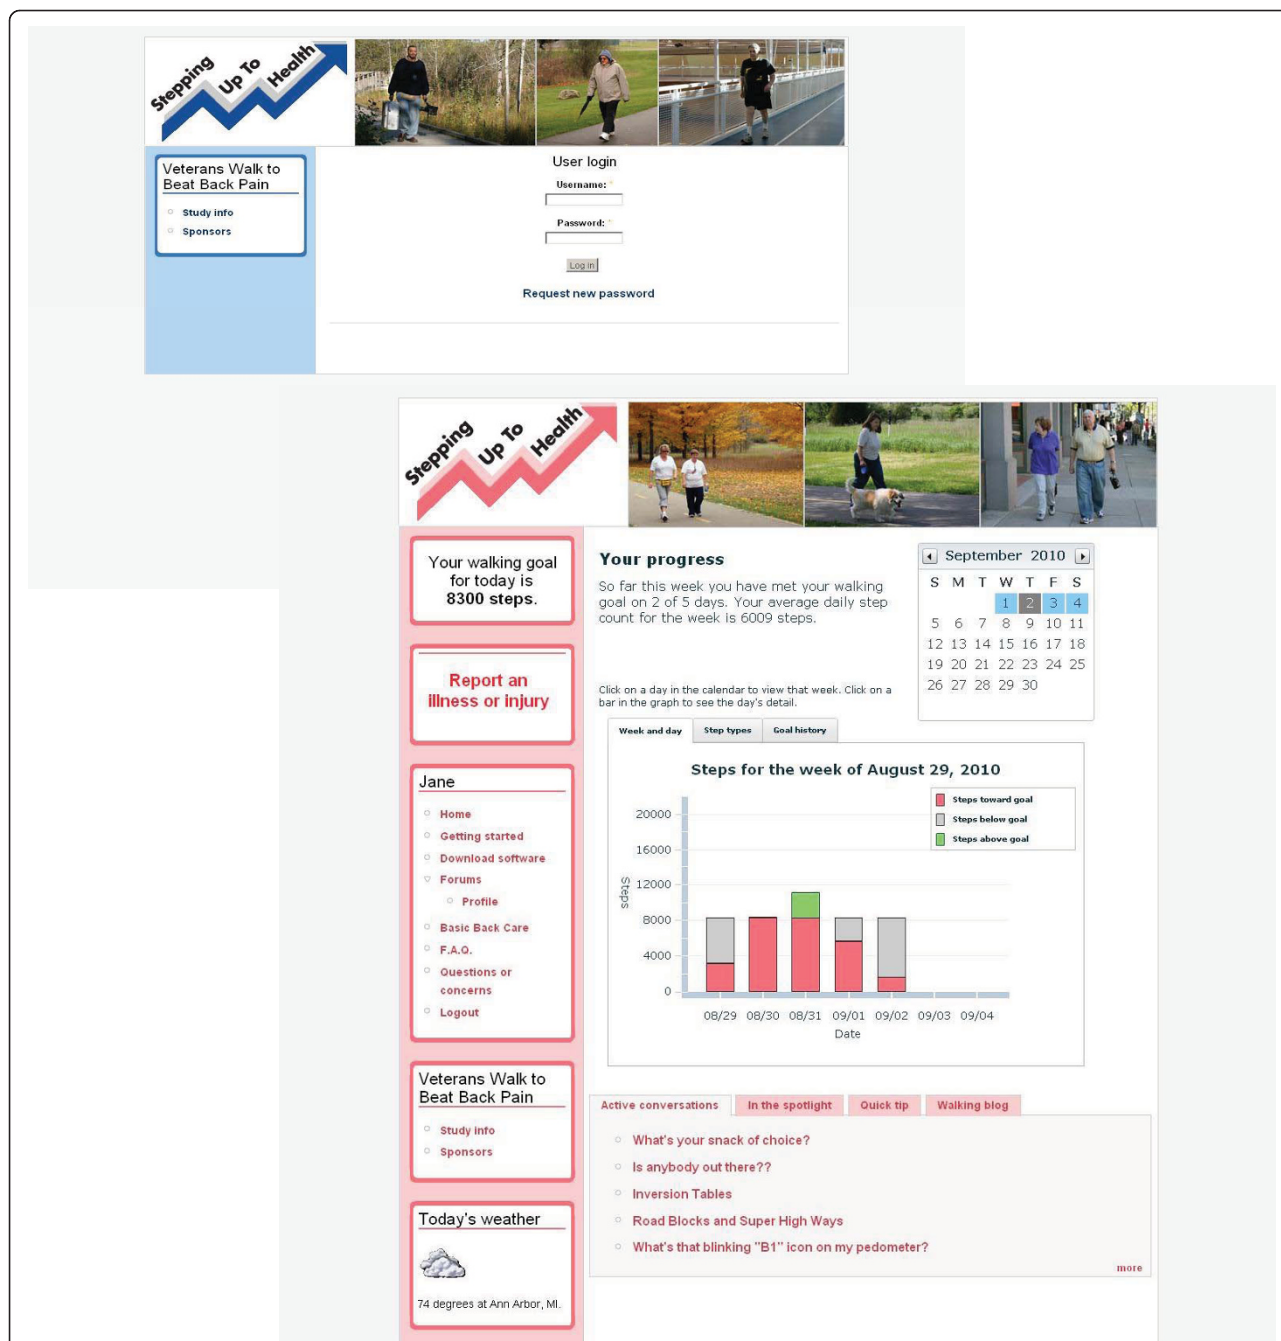 Stepping Up To Health
Veterans Walk to
Beat Back Pain
Study info
Sponsors
User login
Username: *
Password: *
Log in
Request new password
Stepping Up To Health
Your walking goal
for today is
8300 steps.
Report an
illness or injury
Jane
Home
Getting started
Download software
Forums
Profile
Basic Back Care
F.A.Q.
Questions or
concerns
Logout
Veterans Walk to
Beat Back Pain
Study info
Sponsors
Today's weather
74 degrees at Ann Arbor, MI.
Your progress
So far this week you have met your walking
goal on 2 of 5 days. Your average daily step
count for the week is 6009 steps.
Click on a day in the calendar to view that week. Click on a
bar in the graph to see the day's detail.
September 2010
S M T W T F S
1 2 3 4
5 6 7 8 9 10 11
12 13 14 15 16 17 18
19 20 21 22 23 24 25
26 27 28 29 30
Week and day Step types Goal history
Steps for the week of August 29, 2010
Steps toward goal
Steps below goal
Steps above goal
20000
16000
12000
8000
4000
0
Steps
08/29 08/30 08/31 09/01 09/02 09/03 09/04
Date
Active conversations In the spotlight Quick tip Walking blog
What's your snack of choice?
Is anybody out there??
Inversion Tables
Road Blocks and Super High Ways
What's that blinking "B1" icon on my pedometer?
more